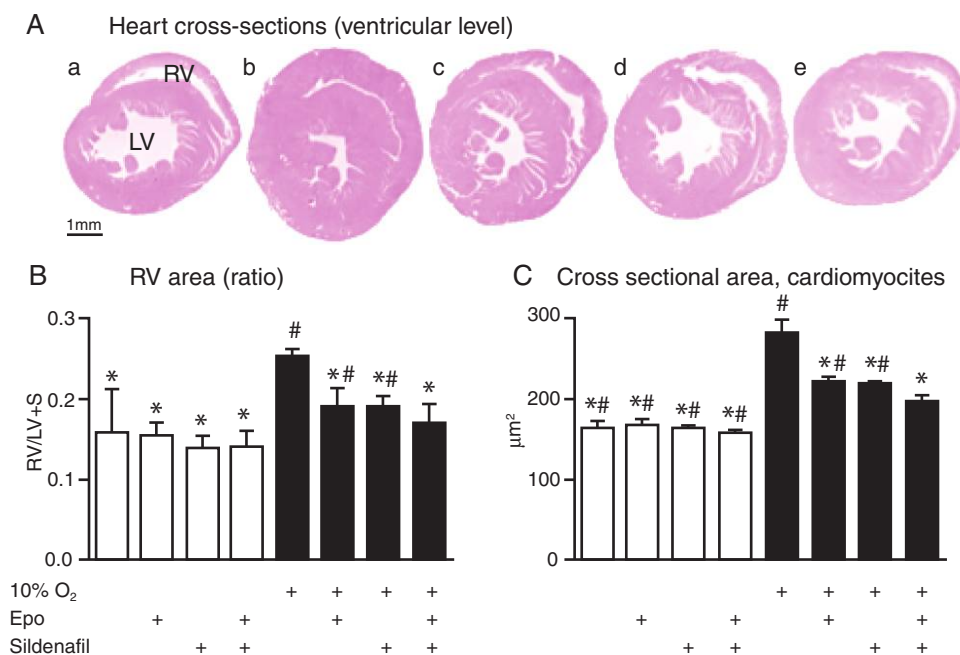 A Heart cross-sections (ventricular level)
a b c d e
RV
LV
1mm
B RV area (ratio)
RV/LV+S
0.3
0.2
0.1
0.0
* * * * # *# *# *
10% O₂ + + + +
Epo + + + +
Sildenafil + + + +
C Cross sectional area, cardiomyocites
μm²
300
200
100
0
*# *# *# *# # *# *# *
+ + + +
+ + + +
+ + + +